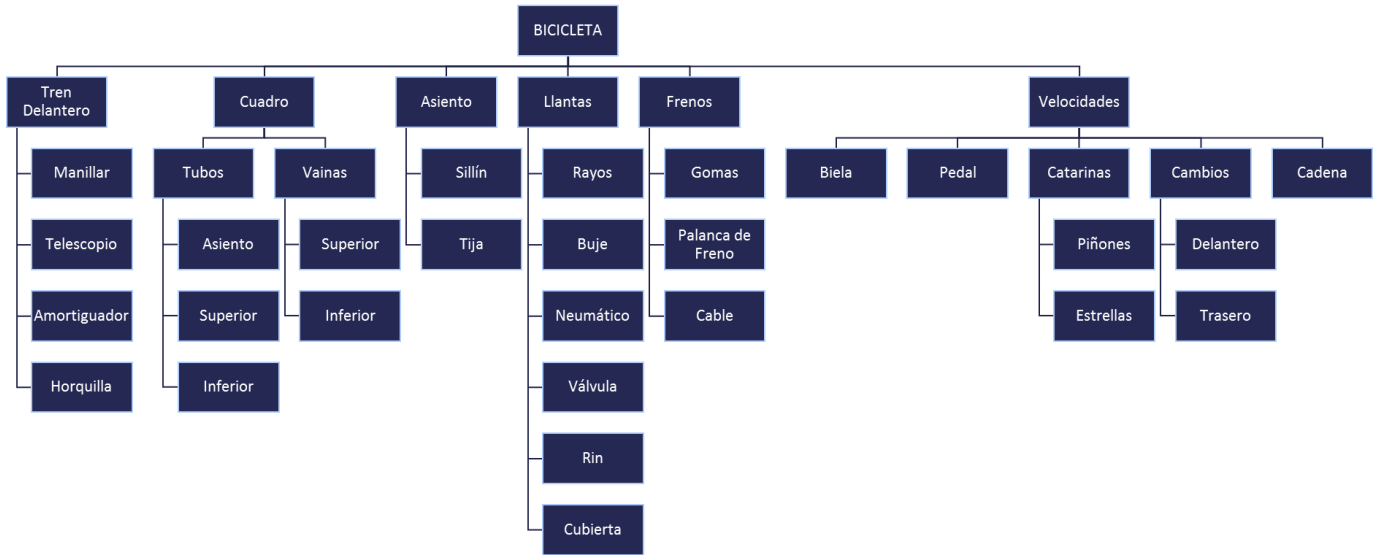 BICICLETA
Tren
Delantero
Cuadro
Asiento
Llantas
Frenos
Velocidades
Manillar
Tubos
Vainas
Sillín
Rayos
Gomas
Biela
Pedal
Catarinas
Cambios
Cadena
Telescopio
Asiento
Superior
Tija
Buje
Palanca de
Freno
Piñones
Delantero
Amortiguador
Superior
Inferior
Neumático
Cable
Estrellas
Trasero
Horquilla
Inferior
Válvula
Rin
Cubierta